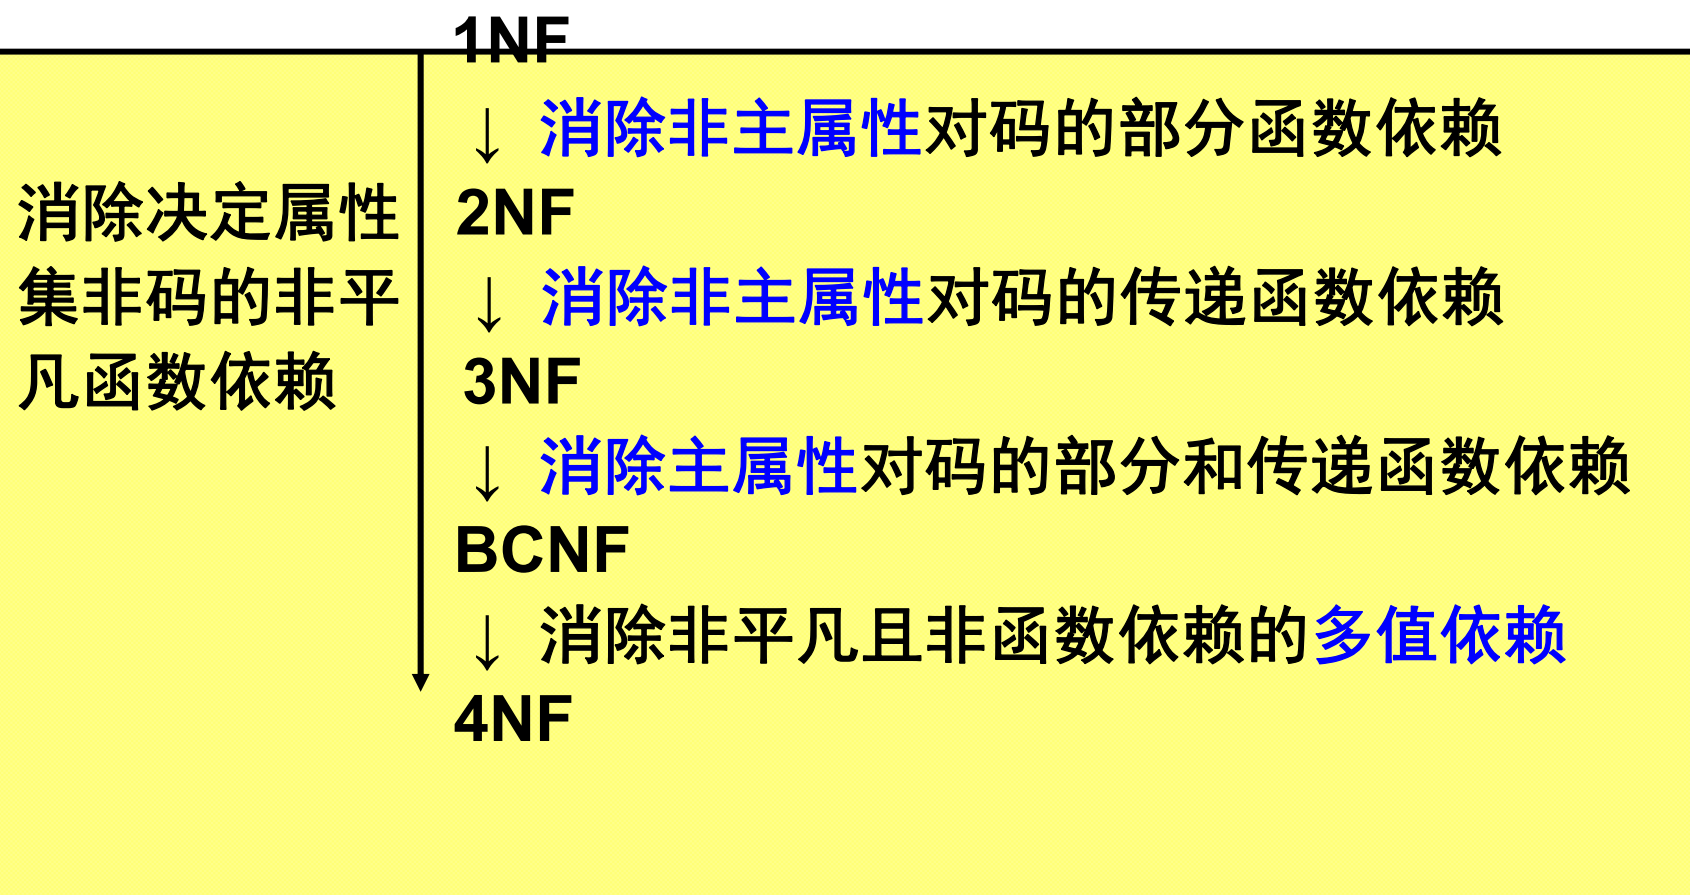 1NF
↓ 消除非主属性对码的部分函数依赖
消除决定属性
集非码的非平
凡函数依赖
2NF
↓ 消除非主属性对码的传递函数依赖
3NF
↓ 消除主属性对码的部分和传递函数依赖
BCNF
↓ 消除非平凡且非函数依赖的多值依赖
4NF